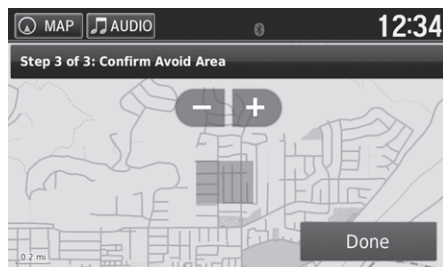 MAP AUDIO 12:34
Step 3 of 3: Confirm Avoid Area
− +
Done
0.2 mi